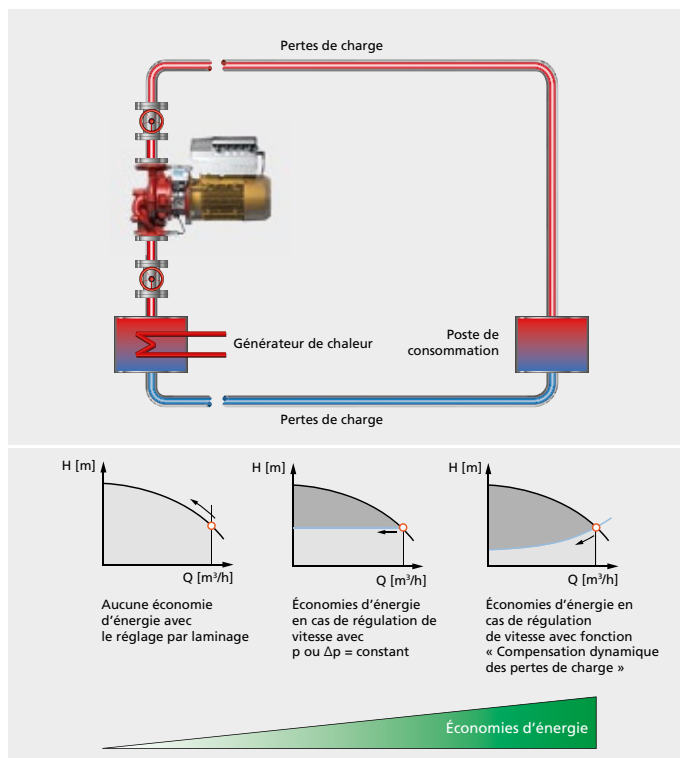 Pertes de charge
Générateur de chaleur
Poste de
consommation
Pertes de charge
H [m]
Q [m³/h]
Aucune économie
d'énergie avec
le réglage par laminage
H [m]
Q [m³/h]
Économies d'énergie
en cas de régulation de
vitesse avec
p ou Δp = constant
H [m]
Q [m³/h]
Économies d'énergie en
cas de régulation
de vitesse avec fonction
« Compensation dynamique
des pertes de charge »
Économies d'énergie